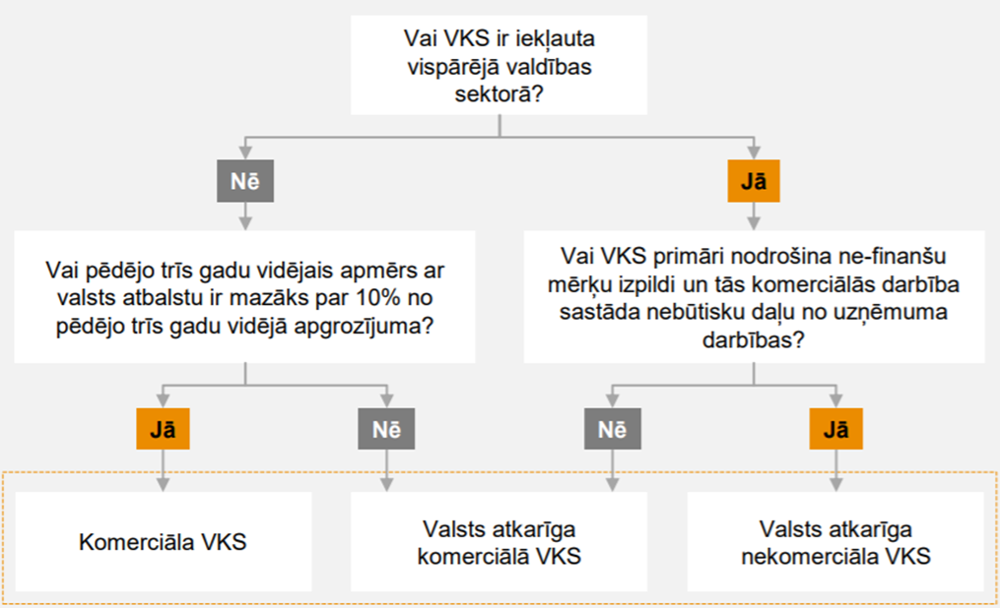 Vai VKS ir iekļauta
vispārējā valdības
sektorā?
Nē
Jā
Vai pēdējo trīs gadu vidējais apmērs ar
valsts atbalstu ir mazāks par 10% no
pēdējo trīs gadu vidējā apgrozījuma?
Vai VKS primāri nodrošina ne-finanšu
mērķu izpildi un tās komerciālās darbība
sastāda nebūtisku daļu no uzņēmuma
darbības?
Jā
Nē
Nē
Jā
Komerciāla VKS
Valsts atkarīga
komerciālā VKS
Valsts atkarīga
nekomerciāla VKS